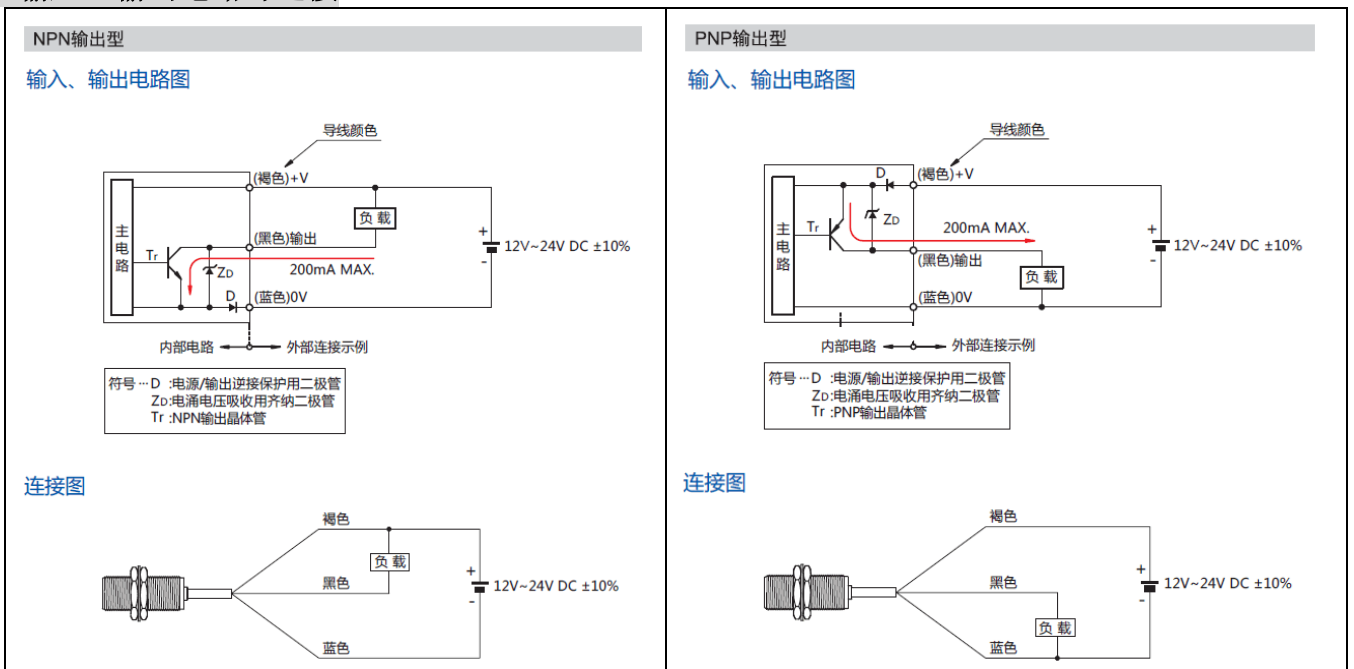 NPN输出型
输入、输出电路图
导线颜色
(褐色)+V
负 载
主电路
Tr
(黑色)输出
ZD
200mA MAX.
+
12V~24V DC ±10%
-
D
(蓝色)0V
内部电路
外部连接示例
符号…D :电源/输出逆接保护用二极管
ZD:电涌电压吸收用齐纳二极管
Tr :NPN输出晶体管
连接图
褐色
负 载
黑色
+
12V~24V DC ±10%
-
蓝色
PNP输出型
输入、输出电路图
导线颜色
D
(褐色)+V
主电路
Tr
ZD
200mA MAX.
+
12V~24V DC ±10%
-
(黑色)输出
负 载
(蓝色)0V
内部电路
外部连接示例
符号…D :电源/输出逆接保护用二极管
ZD:电涌电压吸收用齐纳二极管
Tr :PNP输出晶体管
连接图
褐色
黑色
+
12V~24V DC ±10%
-
负 载
蓝色